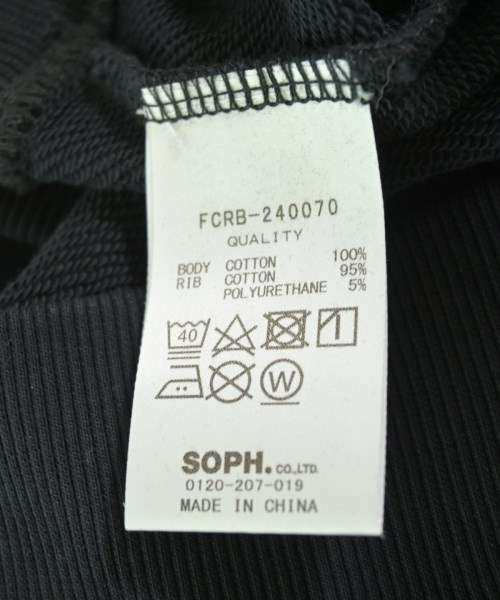 FCRB-240070
QUALITY
BODY COTTON 100%
RIB COTTON 95%
POLYURETHANE 5%
40
W
SOPH. CO.,LTD.
0120-207-019
MADE IN CHINA